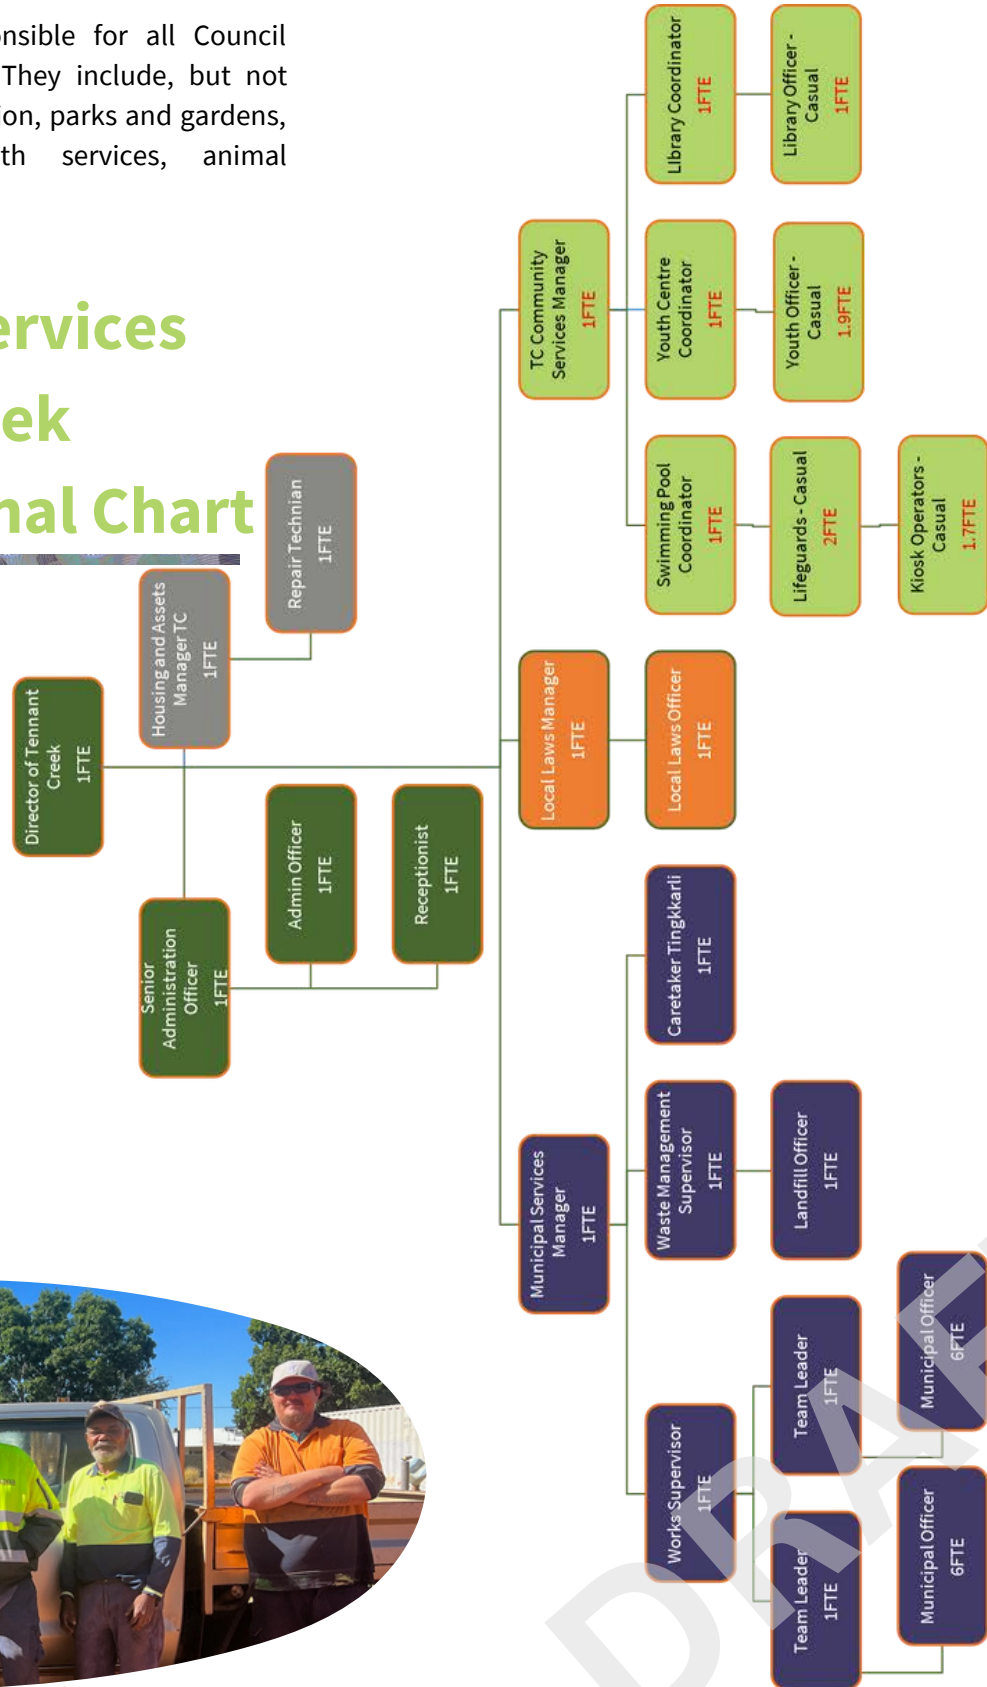 nsible for all Council
They include, but not
ion, parks and gardens,
th services, animal
ervices
ek
nal Chart
Director of Tennant
Creek
1FTE
Senior
Administration
Officer
1FTE
Housing and Assets
Manager TC
1FTE
Admin Officer
1FTE
Receptionist
1FTE
Repair Technian
1FTE
Municipal Services
Manager
1FTE
Local Laws Manager
1FTE
TC Community
Services Manager
1FTE
Works Supervisor
1FTE
Waste Management
Supervisor
1FTE
Caretaker Tingkkarli
1FTE
Local Laws Officer
1FTE
Swimming Pool
Coordinator
1FTE
Youth Centre
Coordinator
1FTE
LIbrary Coordinator
1FTE
Team Leader
1FTE
Team Leader
1FTE
Landfill Officer
1FTE
Lifeguards - Casual
2FTE
Youth Officer -
Casual
1.9FTE
Library Officer -
Casual
1FTE
Municipal Officer
6FTE
Municipal Officer
6FTE
Kiosk Operators -
Casual
1.7FTE
DRAF